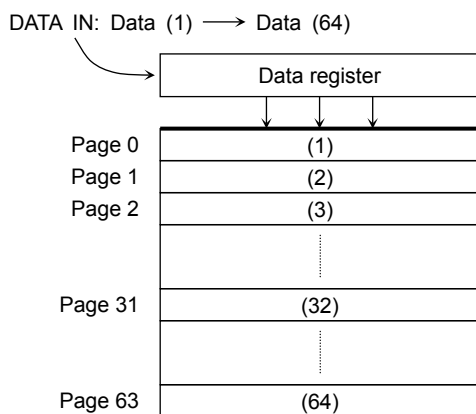 DATA IN: Data (1) → Data (64)
Data register
Page 0 (1)
Page 1 (2)
Page 2 (3)
Page 31 (32)
Page 63 (64)